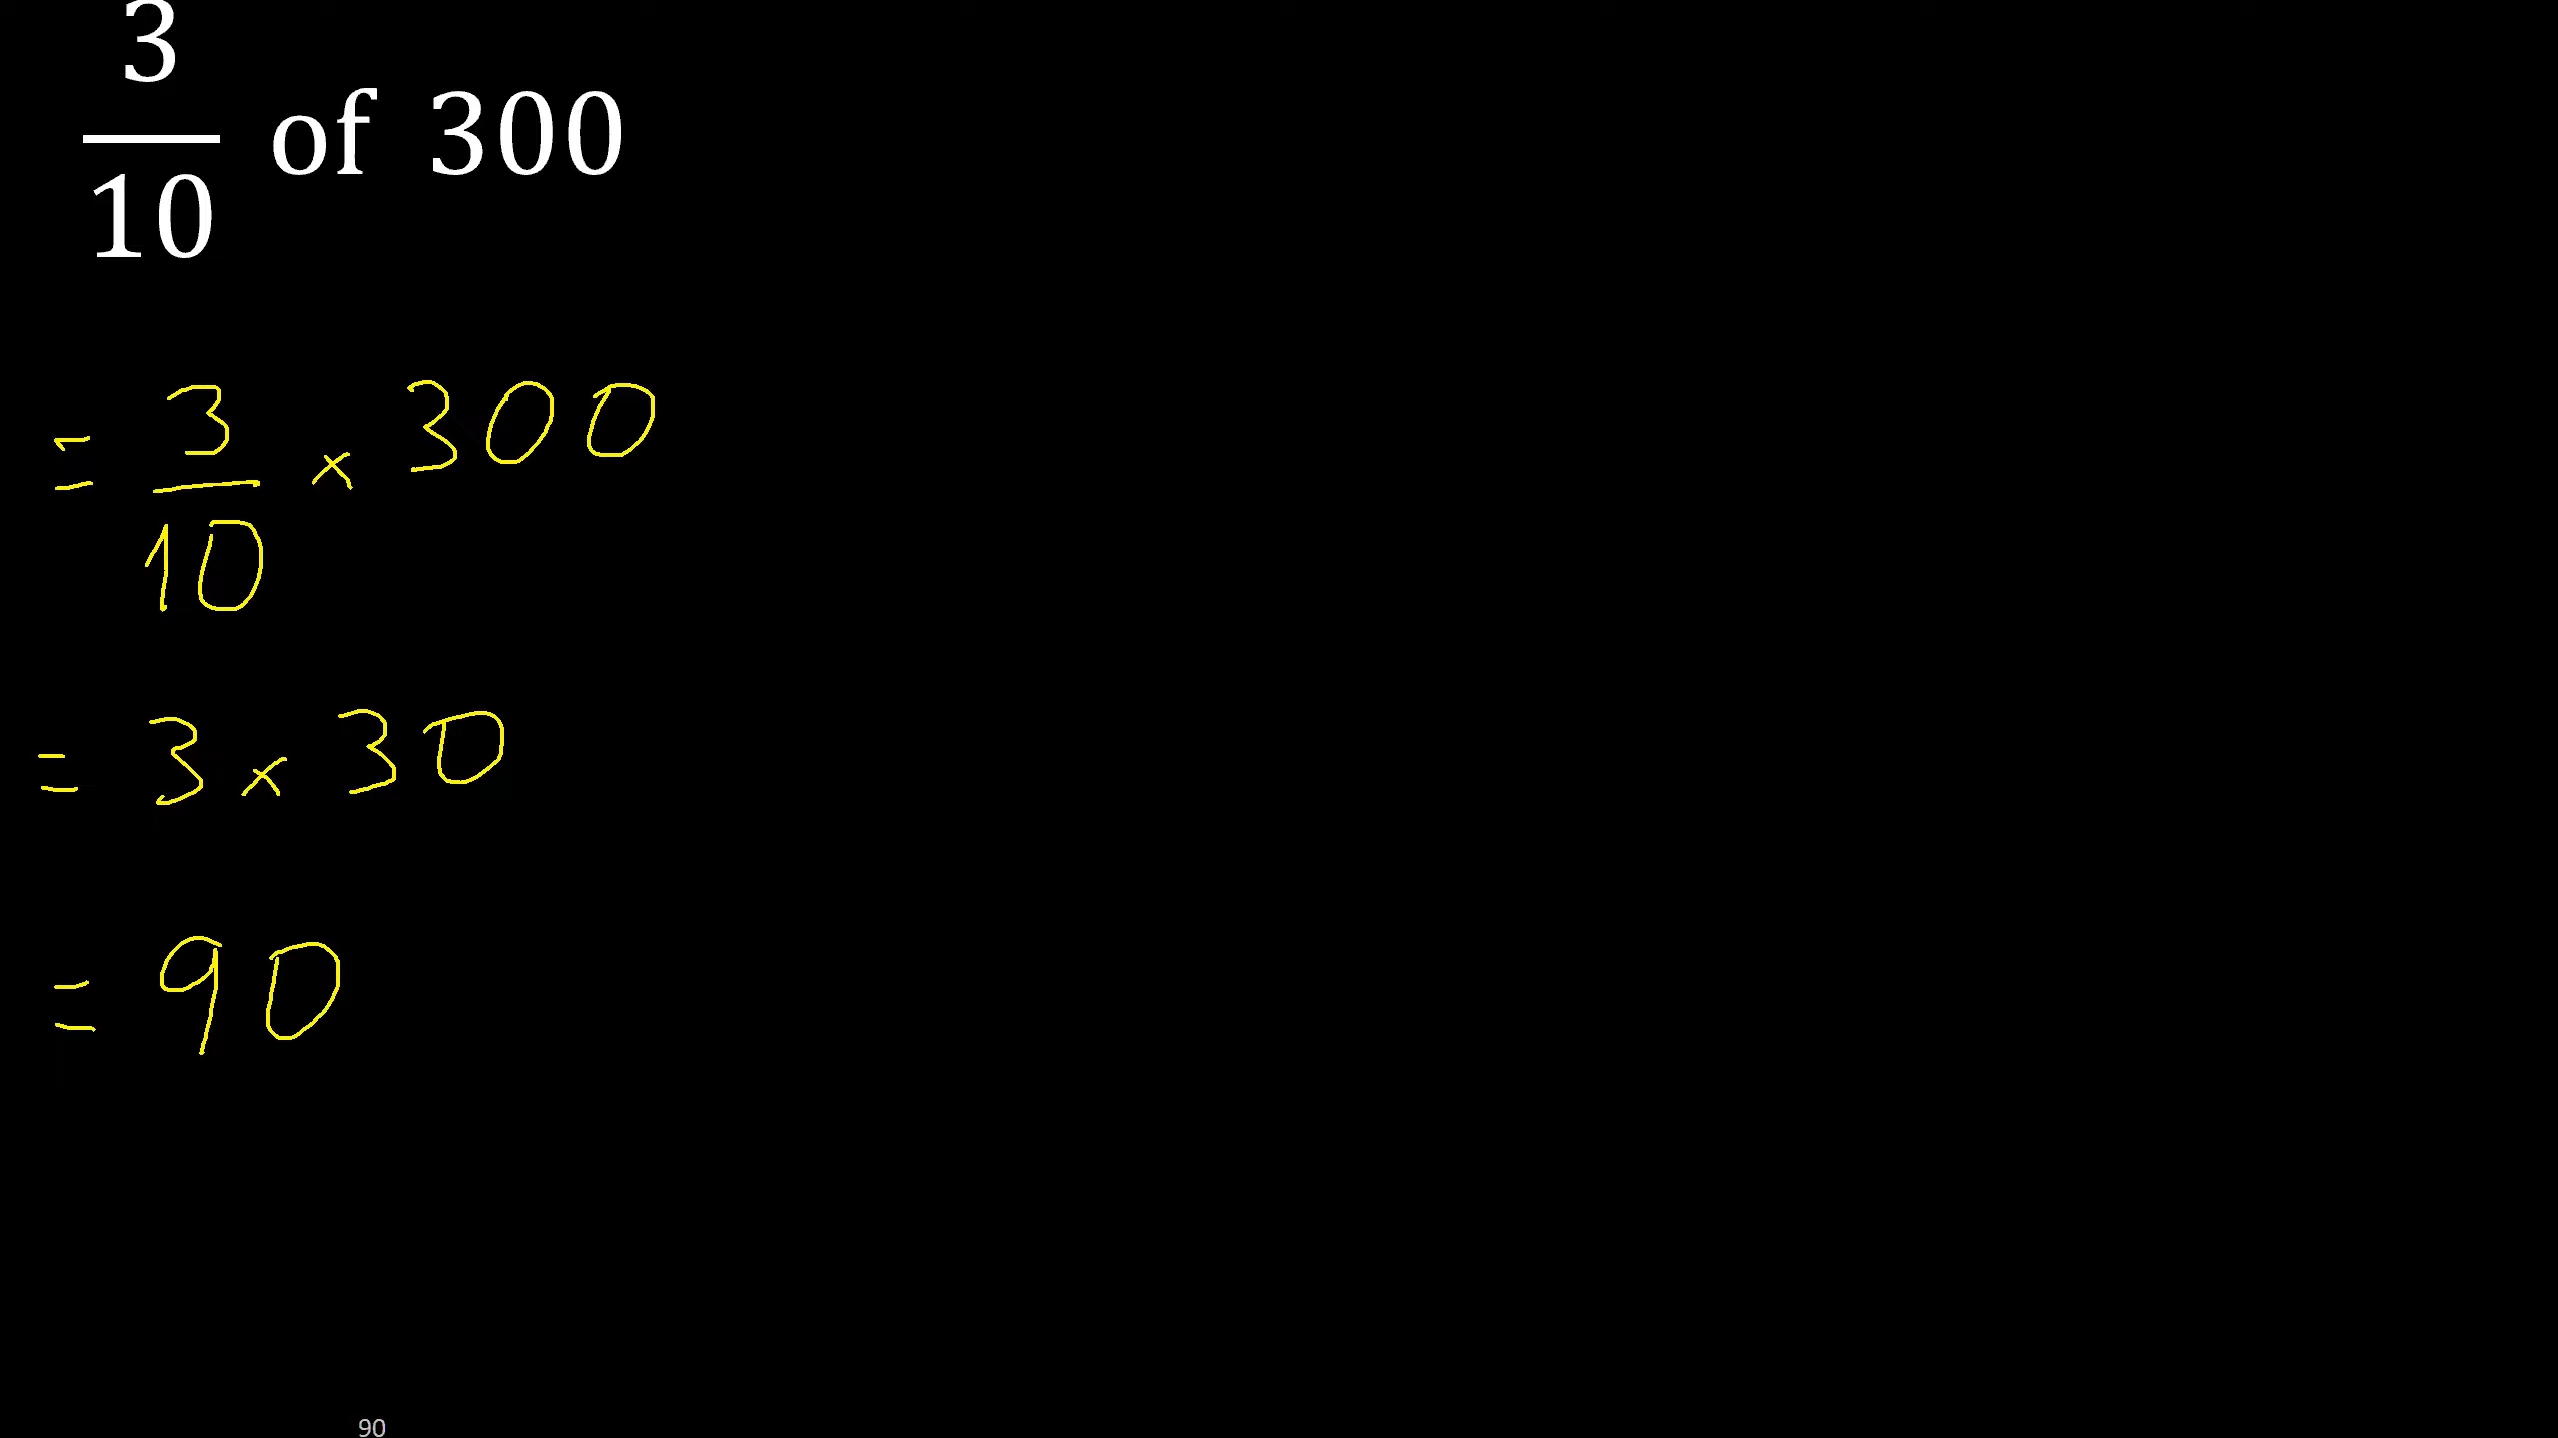 3/10 of 300
= 3/10 × 300
= 3 × 30
= 90
90